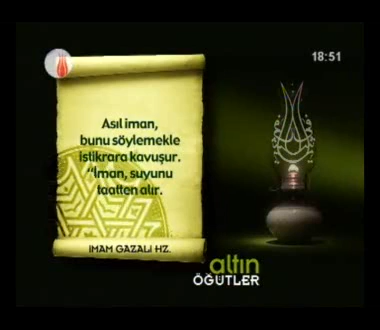 18:51
Asıl iman,
bunu söylemekle
istikrara kavuşur.
“İman, suyunu
taatten alır.
İMAM GAZALİ HZ.
altın
ÖĞÜTLER